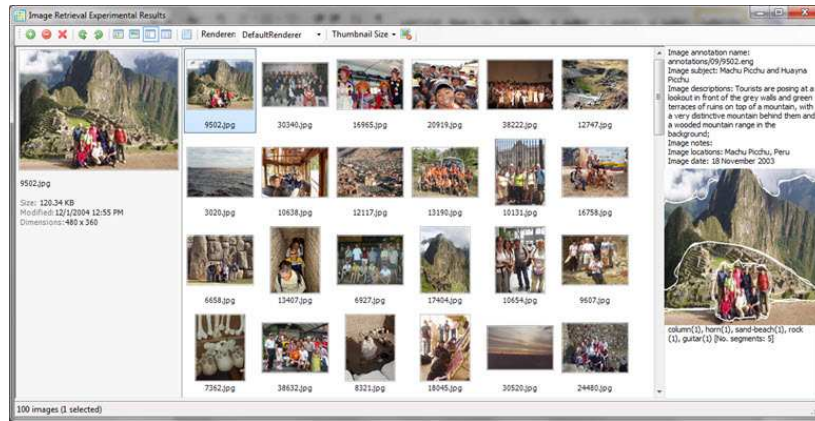 Image Retrieval Experimental Results
Renderer: DefaultRenderer Thumbnail Size
9502.jpg
Size: 120.34 KB
Modified: 12/1/2004 12:55 PM
Dimensions: 480 x 360
9502.jpg 30340.jpg 16965.jpg 20919.jpg 38222.jpg 12747.jpg
3020.jpg 10638.jpg 12117.jpg 13190.jpg 10131.jpg 16758.jpg
6658.jpg 13407.jpg 6927.jpg 17404.jpg 10654.jpg 9607.jpg
7362.jpg 38632.jpg 8321.jpg 18045.jpg 30520.jpg 24480.jpg
Image annotation name:
annotations/09/9502.eng
Image subject: Machu Picchu and Huayna
Picchu
Image descriptions: Tourists are posing at a
lookout in front of the grey walls and green
terraces of ruins on top of a mountain, with
a very distinctive mountain behind them and
a wooded mountain range in the
background;
Image notes:
Image locations: Machu Picchu, Peru
Image date: 18 November 2003
column(1), horn(1), sand-beach(1), rock
(1), guitar(1) [No. segments: 5]
100 images (1 selected)